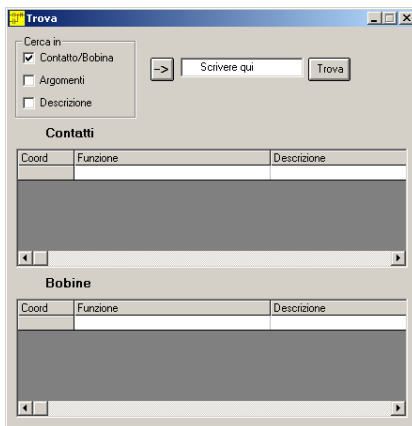 Trova
Cerca in
Contatto/Bobina
Argomenti
Descrizione
-> Scrivere qui Trova
Contatti
Coord Funzione Descrizione
Bobine
Coord Funzione Descrizione